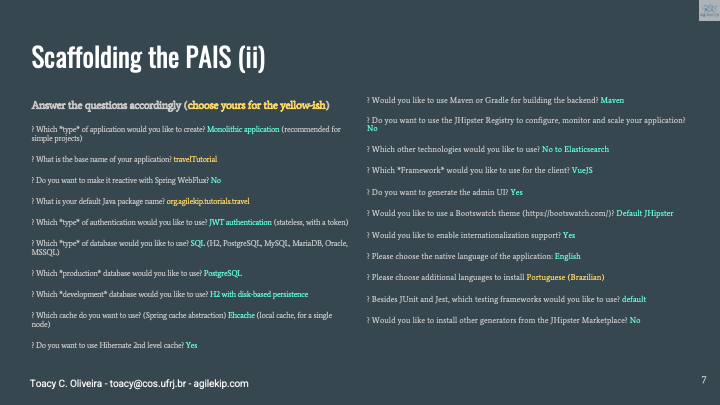 agilekip
Scaffolding the PAIS (ii)
Answer the questions accordingly (choose yours for the yellow-ish)
? Which *type* of application would you like to create? Monolithic application (recommended for
simple projects)
? What is the base name of your application? travelTutorial
? Do you want to make it reactive with Spring WebFlux? No
? What is your default Java package name? org.agilekip.tutorials.travel
? Which *type* of authentication would you like to use? JWT authentication (stateless, with a token)
? Which *type* of database would you like to use? SQL (H2, PostgreSQL, MySQL, MariaDB, Oracle,
MSSQL)
? Which *production* database would you like to use? PostgreSQL
? Which *development* database would you like to use? H2 with disk-based persistence
? Which cache do you want to use? (Spring cache abstraction) Ehcache (local cache, for a single
node)
? Do you want to use Hibernate 2nd level cache? Yes
? Would you like to use Maven or Gradle for building the backend? Maven
? Do you want to use the JHipster Registry to configure, monitor and scale your application?
No
? Which other technologies would you like to use? No to Elasticsearch
? Which *Framework* would you like to use for the client? VueJS
? Do you want to generate the admin UI? Yes
? Would you like to use a Bootswatch theme (https://bootswatch.com/)? Default JHipster
? Would you like to enable internationalization support? Yes
? Please choose the native language of the application: English
? Please choose additional languages to install Portuguese (Brazilian)
? Besides JUnit and Jest, which testing frameworks would you like to use? default
? Would you like to install other generators from the JHipster Marketplace? No
Toacy C. Oliveira - toacy@cos.ufrj.br - agilekip.com
7